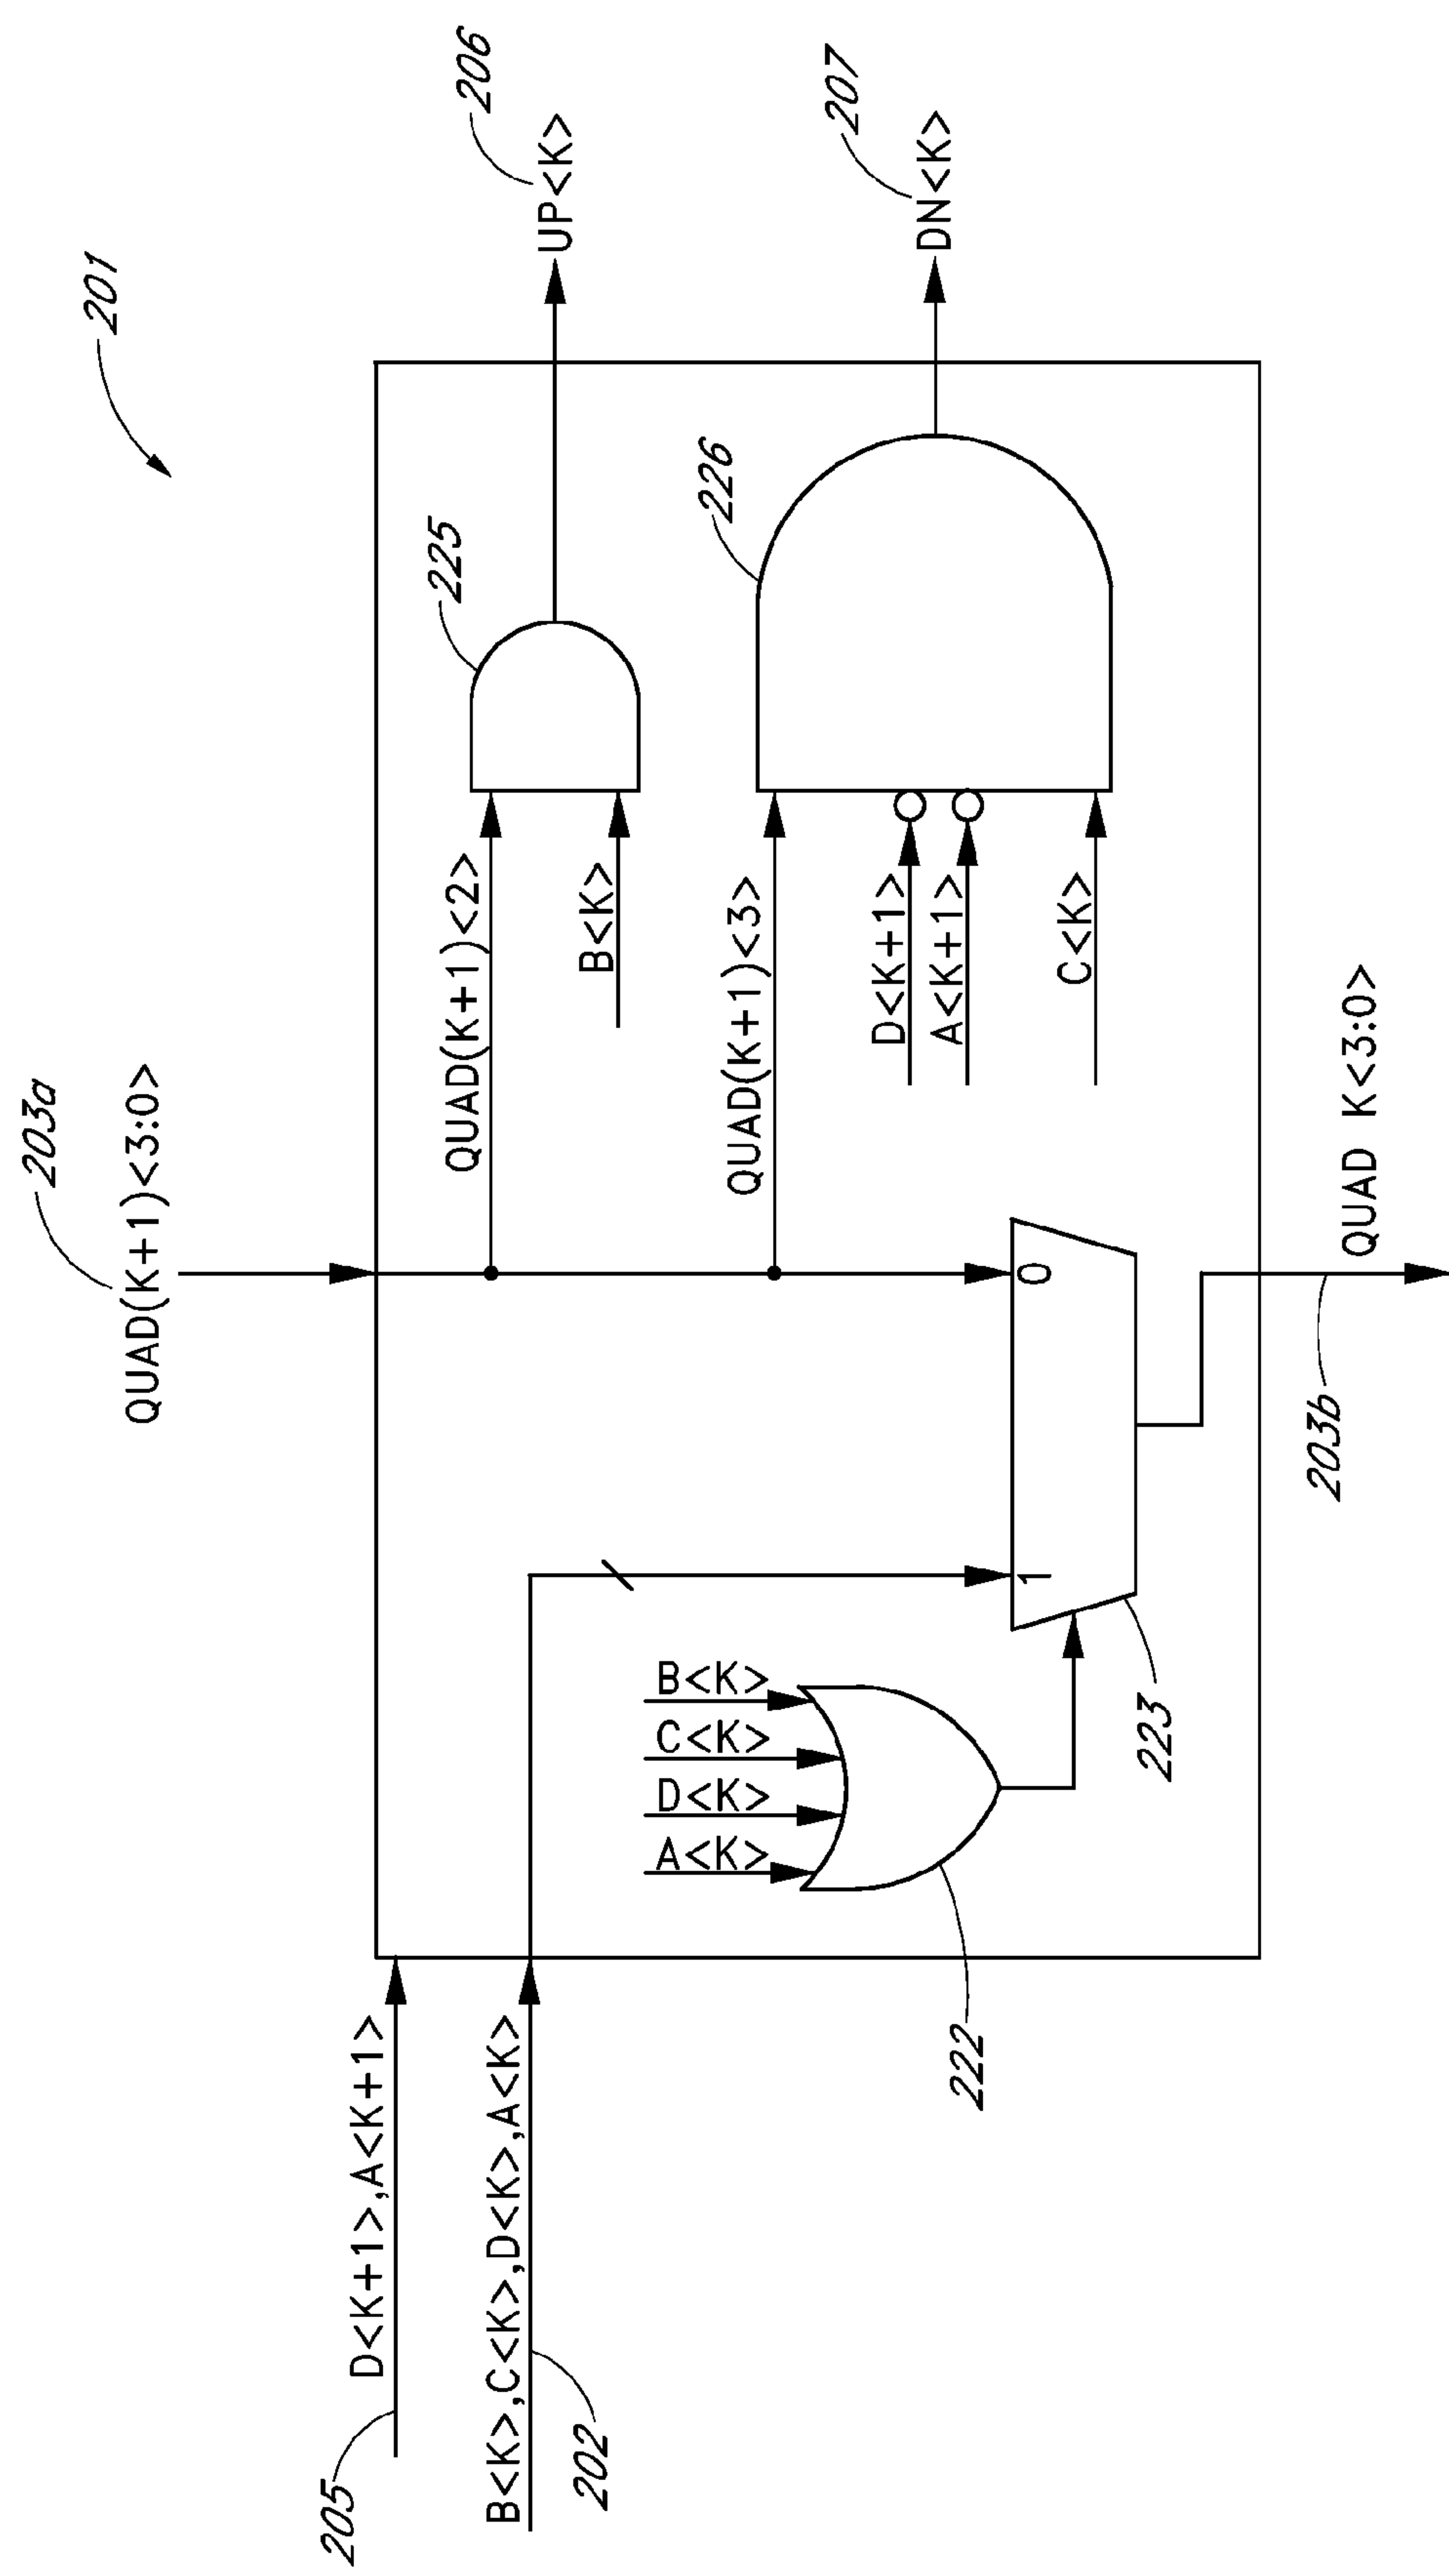 201
203a
QUAD(K+1)<3:0>
205
D<K+1>,A<K+1>
B<K>,C<K>,D<K>,A<K>
202
QUAD(K+1)<2>
B<K>
225
UP<K>
206
A<K>
D<K>
C<K>
B<K>
222
1
0
223
QUAD(K+1)<3>
D<K+1>
A<K+1>
C<K>
226
DN<K>
207
203b
QUAD K<3:0>